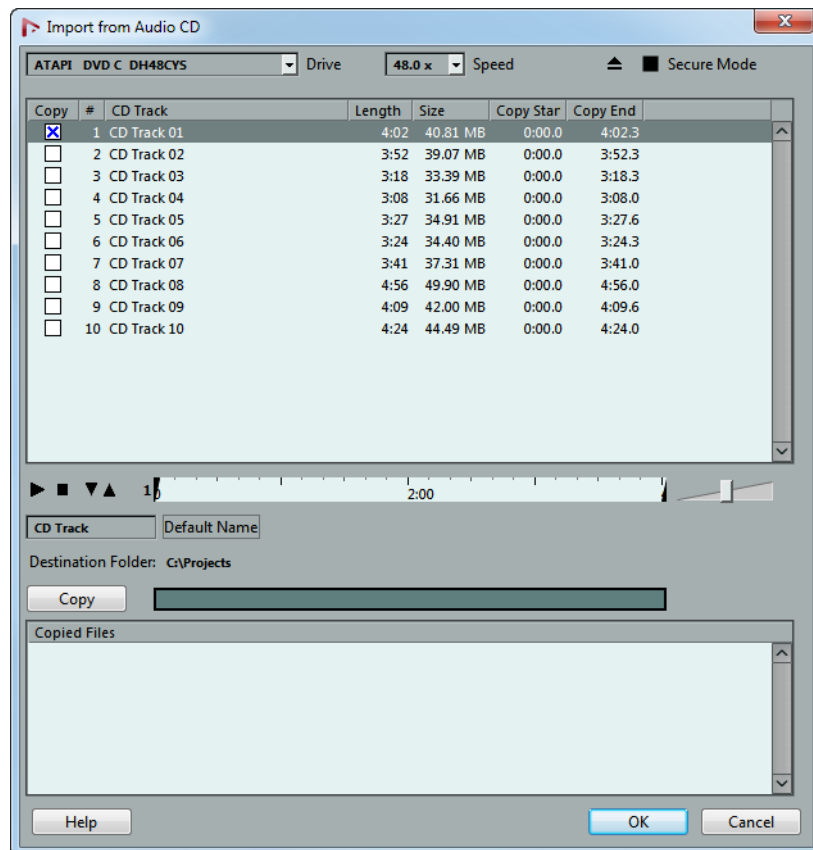 Import from Audio CD
ATAPI DVD C DH48CYS Drive 48.0 x Speed Secure Mode
Copy # CD Track Length Size Copy Star Copy End
1 CD Track 01 4:02 40.81 MB 0:00.0 4:02.3
2 CD Track 02 3:52 39.07 MB 0:00.0 3:52.3
3 CD Track 03 3:18 33.39 MB 0:00.0 3:18.3
4 CD Track 04 3:08 31.66 MB 0:00.0 3:08.0
5 CD Track 05 3:27 34.91 MB 0:00.0 3:27.6
6 CD Track 06 3:24 34.40 MB 0:00.0 3:24.3
7 CD Track 07 3:41 37.31 MB 0:00.0 3:41.0
8 CD Track 08 4:56 49.90 MB 0:00.0 4:56.0
9 CD Track 09 4:09 42.00 MB 0:00.0 4:09.6
10 CD Track 10 4:24 44.49 MB 0:00.0 4:24.0
1 0 2:00
CD Track Default Name
Destination Folder: C:\Projects
Copy
Copied Files
Help OK Cancel